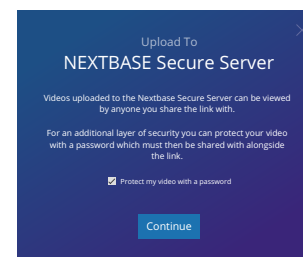 Upload To
NEXTBASE Secure Server
Videos uploaded to the Nextbase Secure Server can be viewed
by anyone you share the link with.
For an additional layer of security you can protect your video
with a password which must then be shared with alongside
the link.
Protect my video with a password
Continue